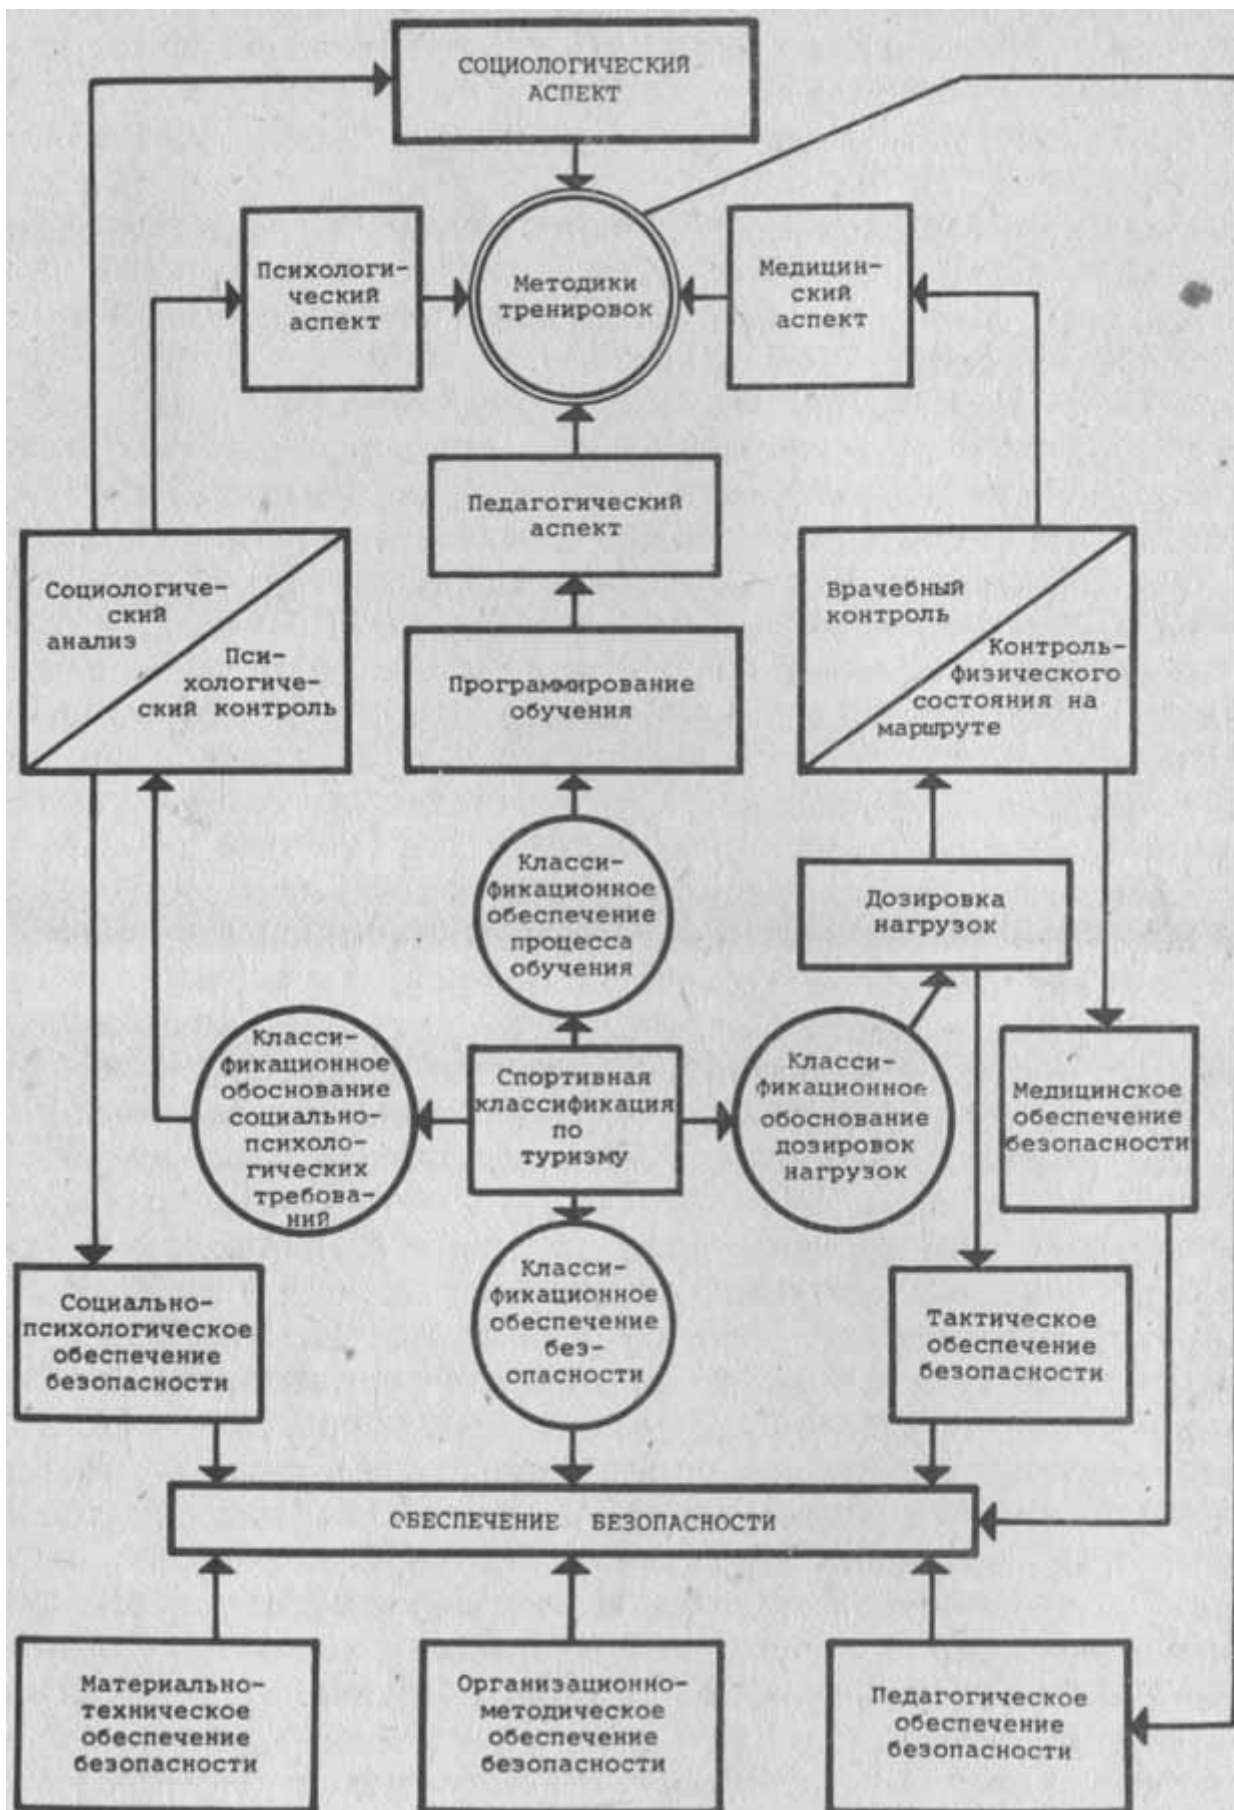 СОЦИОЛОГИЧЕСКИЙ
АСПЕКТ
Психологи-
ческий
аспект
Методики
тренировок
Медицин-
ский
аспект
Педагогический
аспект
Социологиче-
ский
анализ
Пси-
хологиче-
ский контроль
Программирование
обучения
Врачебный
контроль
Контроль-
физического
состояния на
маршруте
Класси-
фикационное
обеспечение
процесса
обучения
Дозировка
нагрузок
Класси-
фикационное
обоснование
социально-
психоло-
гических
требова-
ний
Спортивная
классификация
по
туризму
Класси-
фикационное
обоснование
дозировок
нагрузок
Медицинское
обеспечение
безопасности
Социально-
психологическое
обеспечение
безопасности
Класси-
фикационное
обеспечение
без-
опасности
Тактическое
обеспечение
безопасности
ОБЕСПЕЧЕНИЕ БЕЗОПАСНОСТИ
Материально-
техническое
обеспечение
безопасности
Организационно-
методическое
обеспечение
безопасности
Педагогическое
обеспечение
безопасности